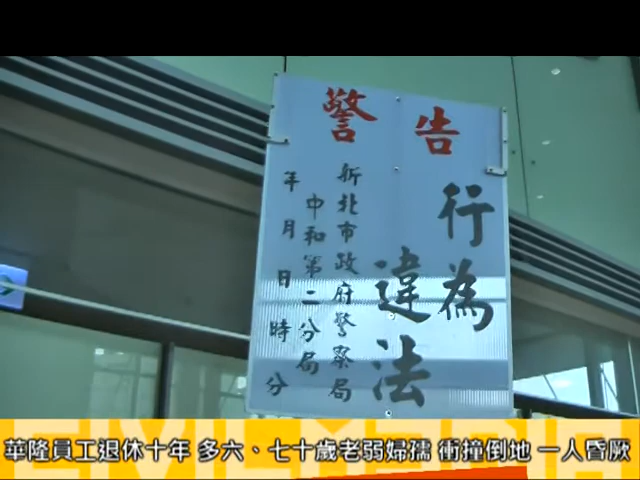 警告
行為
違法
新北市政府警察局
中和第二分局
年月日時分
華隆員工退休十年 多六、七十歲老弱婦孺 衝撞倒地 一人昏厥